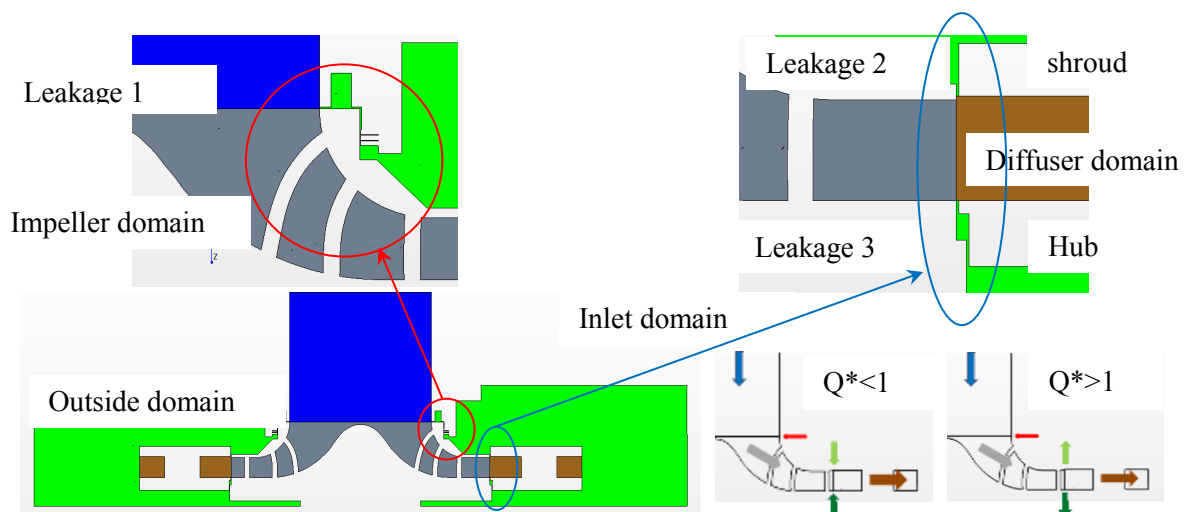 Leakage 1
Leakage 2
shroud
Diffuser domain
Impeller domain
Leakage 3
Hub
z
Inlet domain
Outside domain
Q*<1
Q*>1